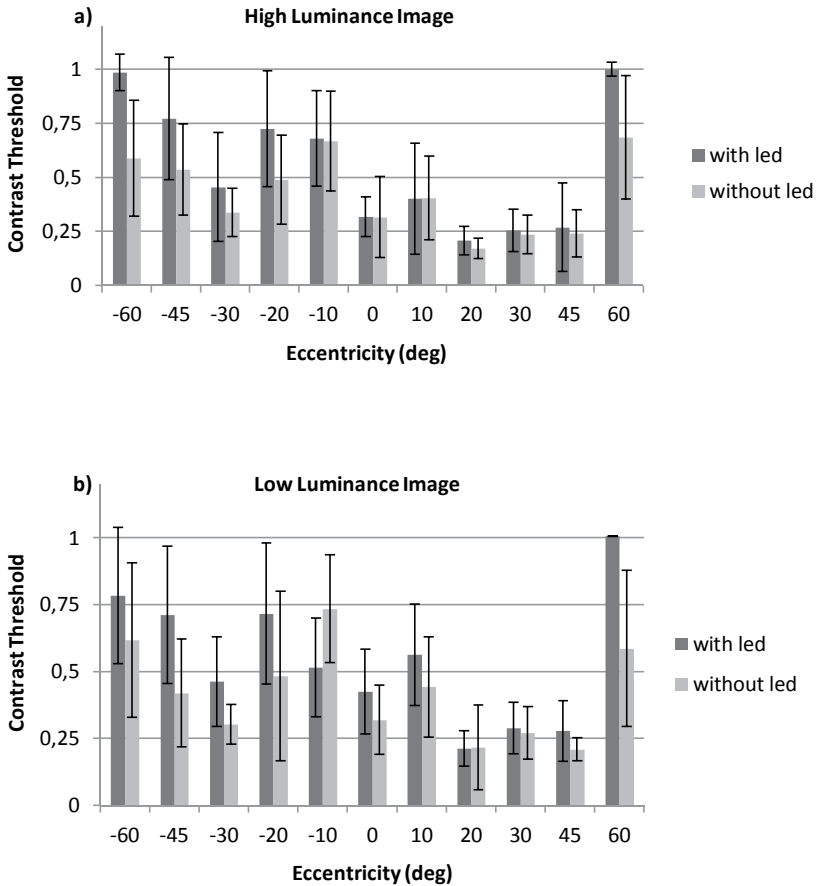 a) High Luminance Image
1
0,75
0,5
0,25
0
Contrast Threshold
-60 -45 -30 -20 -10 0 10 20 30 45 60
Eccentricity (deg)
with led
without led
b) Low Luminance Image
1
0,75
0,5
0,25
0
Contrast Threshold
-60 -45 -30 -20 -10 0 10 20 30 45 60
Eccentricity (deg)
with led
without led